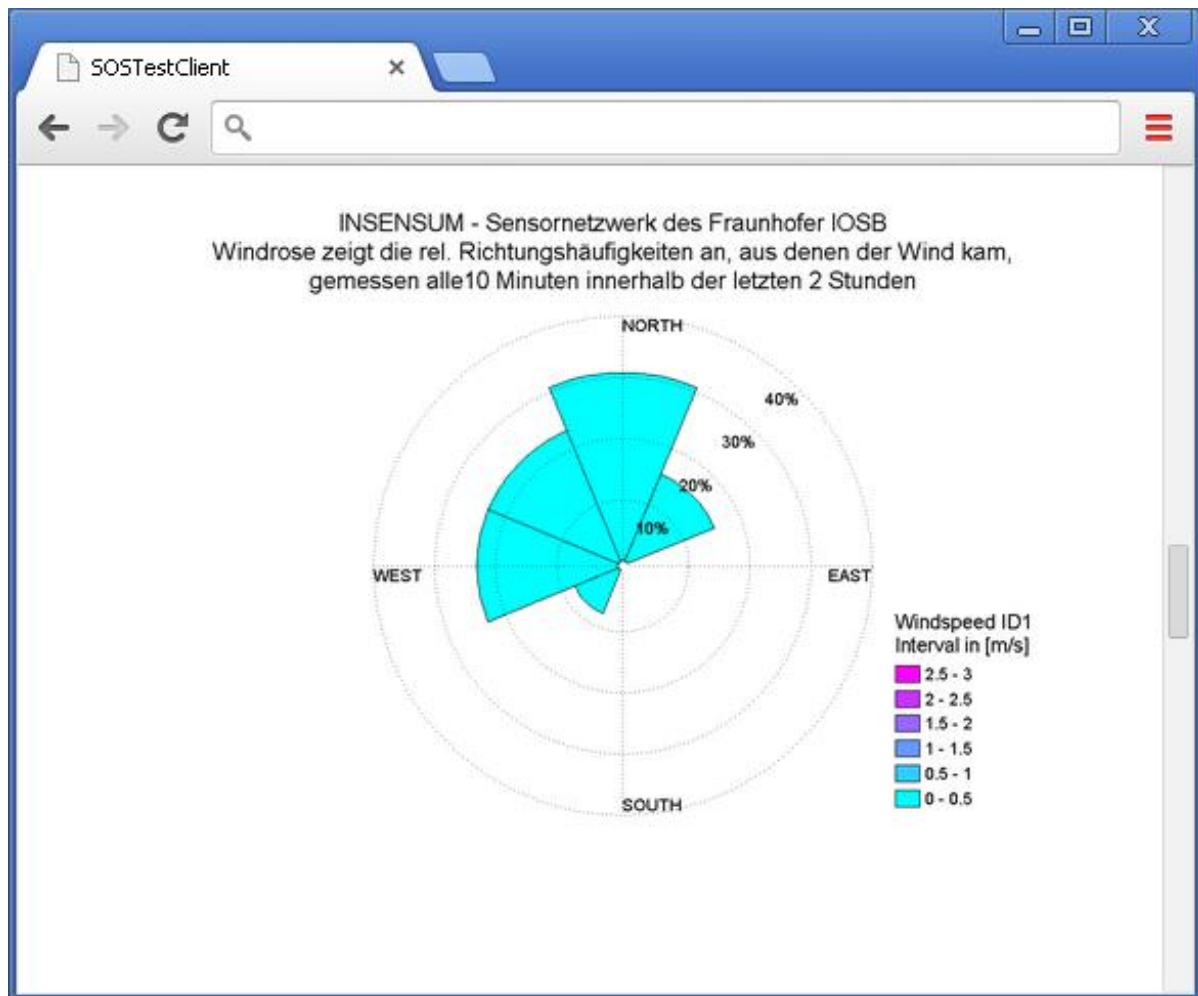 SOSTestClient
INSENSUM - Sensornetzwerk des Fraunhofer IOSB
Windrose zeigt die rel. Richtungshäufigkeiten an, aus denen der Wind kam,
gemessen alle10 Minuten innerhalb der letzten 2 Stunden
NORTH
40%
30%
20%
10%
WEST
EAST
SOUTH
Windspeed ID1
Interval in [m/s]
2.5 - 3
2 - 2.5
1.5 - 2
1 - 1.5
0.5 - 1
0 - 0.5